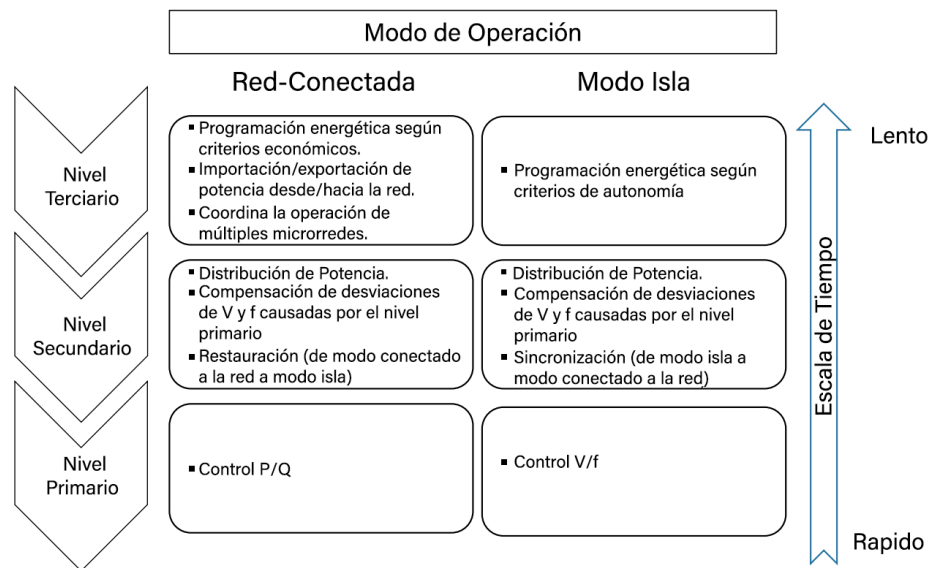 Modo de Operación
Red-Conectada
Modo Isla
Nivel
Terciario
▪ Programación energética según
criterios económicos.
▪ Importación/exportación de
potencia desde/hacia la red.
▪ Coordina la operación de
múltiples microrredes.
▪ Programación energética según
criterios de autonomía
Nivel
Secundario
▪ Distribución de Potencia.
▪ Compensación de desviaciones
de V y f causadas por el nivel
primario
▪ Restauración (de modo conectado
a la red a modo isla)
▪ Distribución de Potencia.
▪ Compensación de desviaciones
de V y f causadas por el nivel
primario
▪ Sincronización (de modo isla a
modo conectado a la red)
Nivel
Primario
▪ Control P/Q
▪ Control V/f
Lento
Escala de Tiempo
Rapido